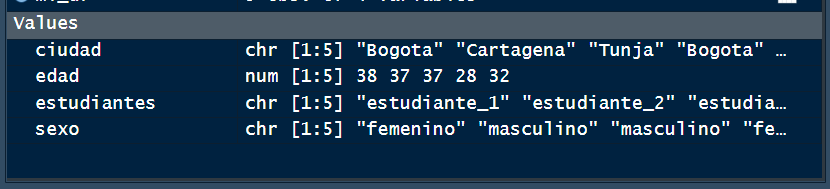 Values
ciudad chr [1:5] "Bogota" "Cartagena" "Tunja" "Bogota" …
edad num [1:5] 38 37 37 28 32
estudiantes chr [1:5] "estudiante_1" "estudiante_2" "estudia…
sexo chr [1:5] "femenino" "masculino" "masculino" "fe…